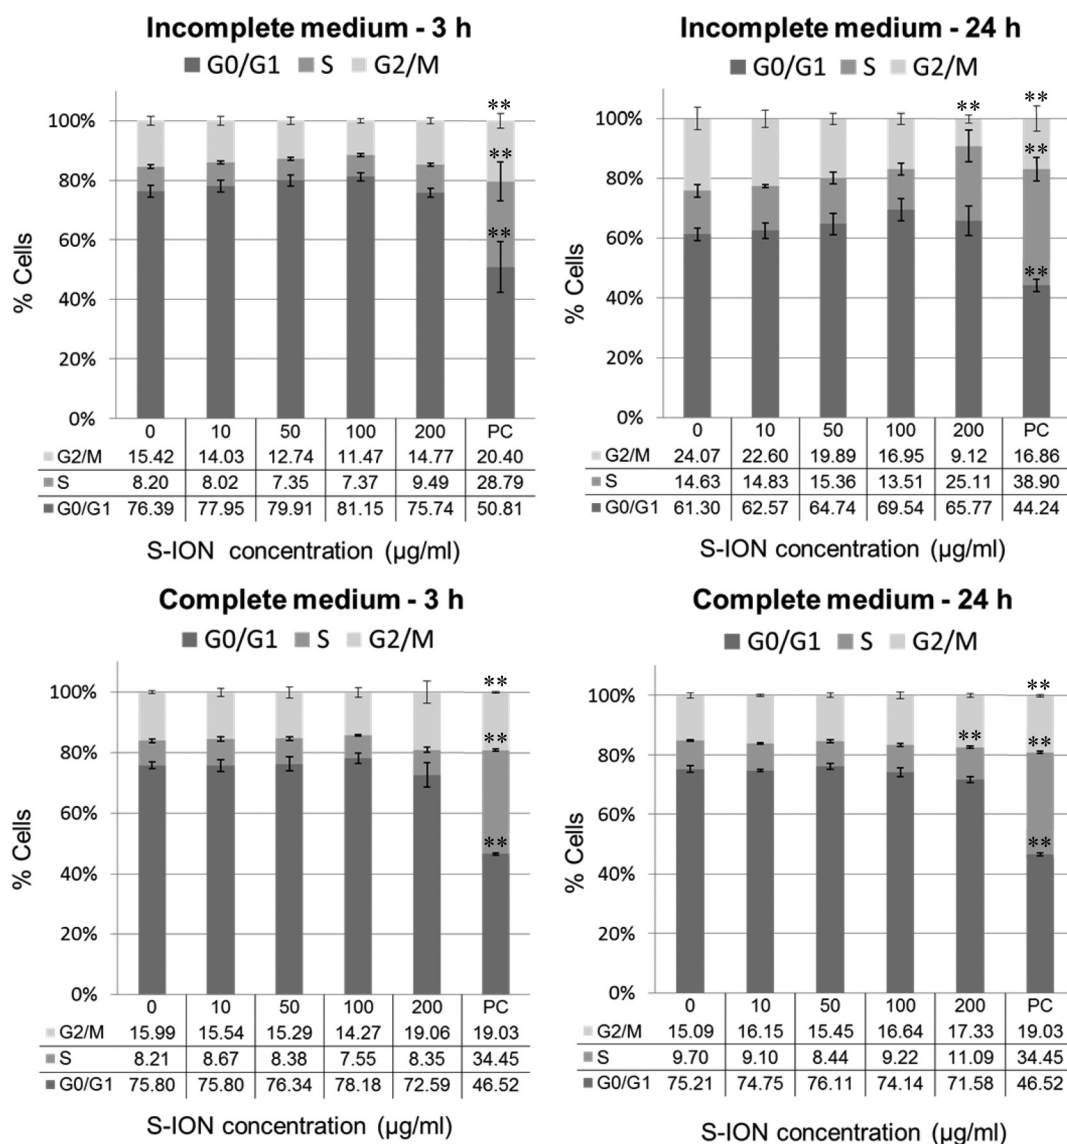 Incomplete medium - 3 h
G0/G1 S G2/M
% Cells
100%
80%
60%
40%
20%
0%
** 
**
**
0 10 50 100 200 PC
G2/M 15.42 14.03 12.74 11.47 14.77 20.40
S 8.20 8.02 7.35 7.37 9.49 28.79
G0/G1 76.39 77.95 79.91 81.15 75.74 50.81
S-ION concentration (µg/ml)
Incomplete medium - 24 h
G0/G1 S G2/M
% Cells
100%
80%
60%
40%
20%
0%
** **
**
**
0 10 50 100 200 PC
G2/M 24.07 22.60 19.89 16.95 9.12 16.86
S 14.63 14.83 15.36 13.51 25.11 38.90
G0/G1 61.30 62.57 64.74 69.54 65.77 44.24
S-ION concentration (µg/ml)
Complete medium - 3 h
G0/G1 S G2/M
% Cells
100%
80%
60%
40%
20%
0%
**
**
**
0 10 50 100 200 PC
G2/M 15.99 15.54 15.29 14.27 19.06 19.03
S 8.21 8.67 8.38 7.55 8.35 34.45
G0/G1 75.80 75.80 76.34 78.18 72.59 46.52
S-ION concentration (µg/ml)
Complete medium - 24 h
G0/G1 S G2/M
% Cells
100%
80%
60%
40%
20%
0%
**
** **
**
0 10 50 100 200 PC
G2/M 15.09 16.15 15.45 16.64 17.33 19.03
S 9.70 9.10 8.44 9.22 11.09 34.45
G0/G1 75.21 74.75 76.11 74.14 71.58 46.52
S-ION concentration (µg/ml)